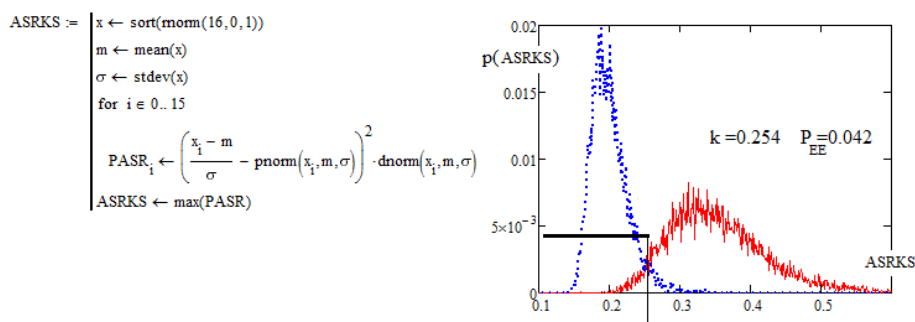 ASRKS := x ← sort(rnorm(16,0,1))
m ← mean(x)
σ ← stdev(x)
for i ∈ 0..15
PASR_i ← ((x_i − m)/σ − pnorm(x_i,m,σ))^2 · dnorm(x_i,m,σ)
ASRKS ← max(PASR)
0.02
p(ASRKS)
0.015
k=0.254 P_EE=0.042
0.01
5×10^−3
ASRKS
0
0.1 0.2 0.3 0.4 0.5